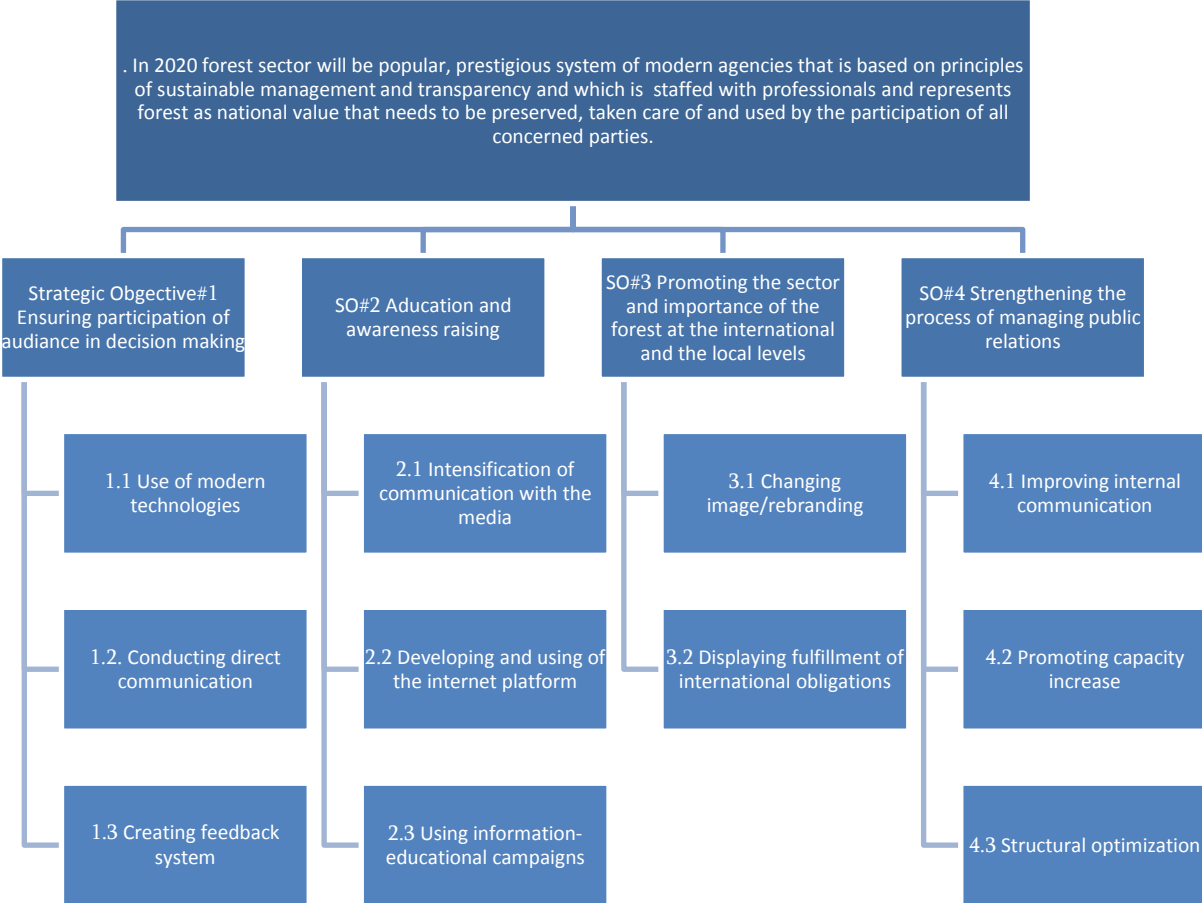 . In 2020 forest sector will be popular, prestigious system of modern agencies that is based on principles
of sustainable management and transparency and which is  staffed with professionals and represents
forest as national value that needs to be preserved, taken care of and used by the participation of all
concerned parties.
Strategic Obgective#1
Ensuring participation of
audiance in decision making
1.1 Use of modern
technologies
1.2. Conducting direct
communication
1.3 Creating feedback
system
SO#2 Aducation and
awareness raising
2.1 Intensification of
communication with the
media
2.2 Developing and using of
the internet platform
2.3 Using information-
educational campaigns
SO#3 Promoting the sector
and importance of the
forest at the international
and the local levels
3.1 Changing
image/rebranding
3.2 Displaying fulfillment of
international obligations
SO#4 Strengthening the
process of managing public
relations
4.1 Improving internal
communication
4.2 Promoting capacity
increase
4.3 Structural optimization